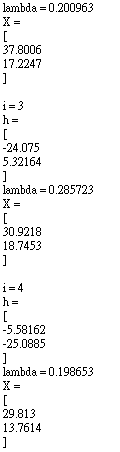 lambda = 0.200963
X =
[
37.8006
17.2247
]
i = 3
h =
[
-24.075
5.32164
]
lambda = 0.285723
X =
[
30.9218
18.7453
]
i = 4
h =
[
-5.58162
-25.0885
]
lambda = 0.198653
X =
[
29.813
13.7614
]